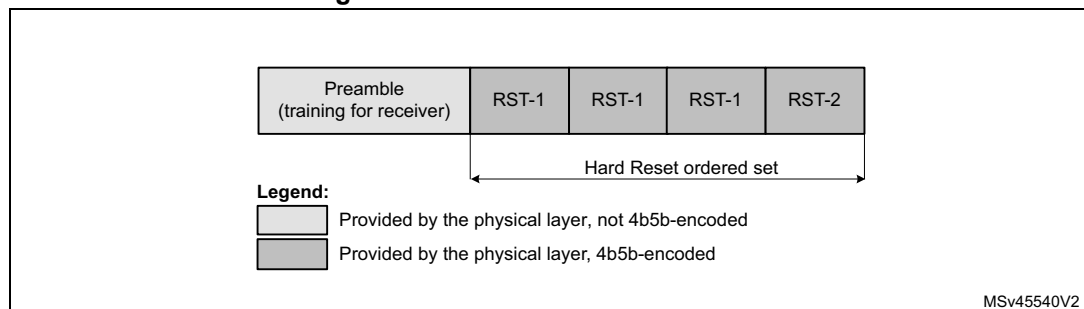 Preamble
(training for receiver)
RST-1
RST-1
RST-1
RST-2
Hard Reset ordered set
Legend:
Provided by the physical layer, not 4b5b-encoded
Provided by the physical layer, 4b5b-encoded
MSv45540V2